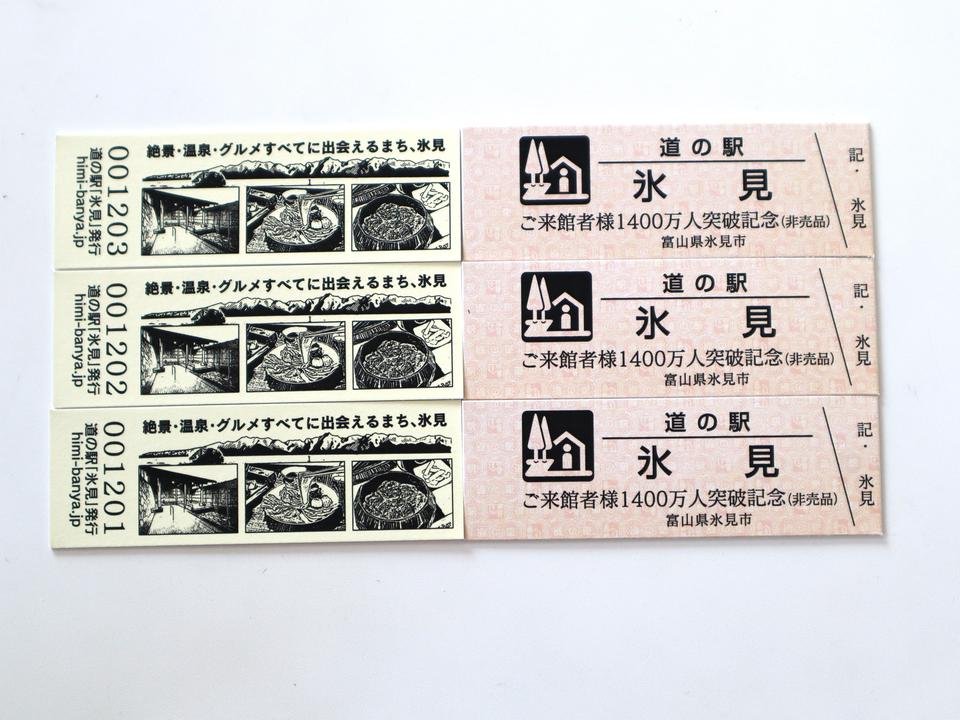 絶景・温泉・グルメすべてに出会えるまち、氷見
001203
道の駅「氷見」発行
himi-banya.jp
道の駅
氷見
ご来館者様1400万人突破記念(非売品)
富山県氷見市
記・氷見
絶景・温泉・グルメすべてに出会えるまち、氷見
001202
道の駅「氷見」発行
himi-banya.jp
道の駅
氷見
ご来館者様1400万人突破記念(非売品)
富山県氷見市
記・氷見
絶景・温泉・グルメすべてに出会えるまち、氷見
001201
道の駅「氷見」発行
himi-banya.jp
道の駅
氷見
ご来館者様1400万人突破記念(非売品)
富山県氷見市
記・氷見